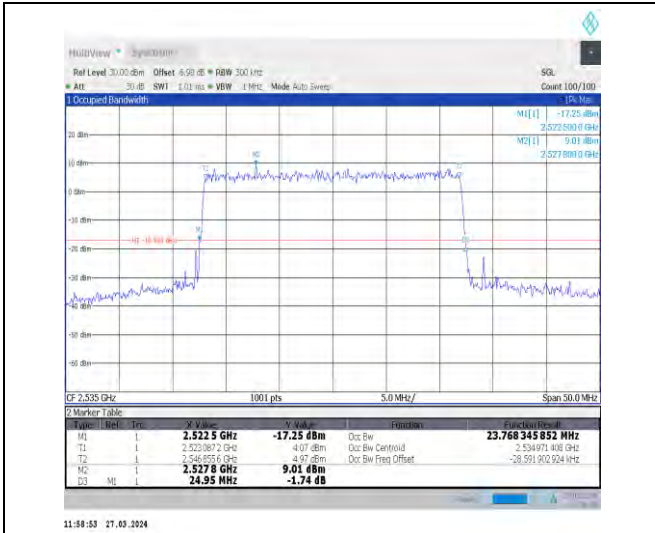 MultiView
Ref Level 30.00 dBm Offset 6.98 dB RBW 300 kHz SGL
Att 30 dB SWT 1.01 ms VBW 1 MHz Mode Auto Sweep Count 100/100
1 Occupied Bandwidth 1Pk Max
M1[1] -17.25 dBm
2.522500 0 GHz
M2[1] 9.01 dBm
2.527800 0 GHz
20 dBm
10 dBm
0 dBm
-10 dBm
-20 dBm
-30 dBm
-40 dBm
-50 dBm
-60 dBm
M2
T1
M1
CF 2.535 GHz 1001 pts 5.0 MHz/ Span 50.0 MHz
2 Marker Table
Type Ref Trc X Value Y Value Function Function Result
M1 1 2.522 5 GHz -17.25 dBm Occ Bw 23.768 345 852 MHz
T1 1 2.523 087 2 GHz 4.07 dBm Occ Bw Centroid 2.534 971 408 GHz
T2 1 2.546 855 6 GHz 4.97 dBm Occ Bw Freq Offset -28.591 902 924 kHz
M2 1 2.527 8 GHz 9.01 dBm
D3 M1 1 24.95 MHz -1.74 dB
11:58:53 27.03.2024